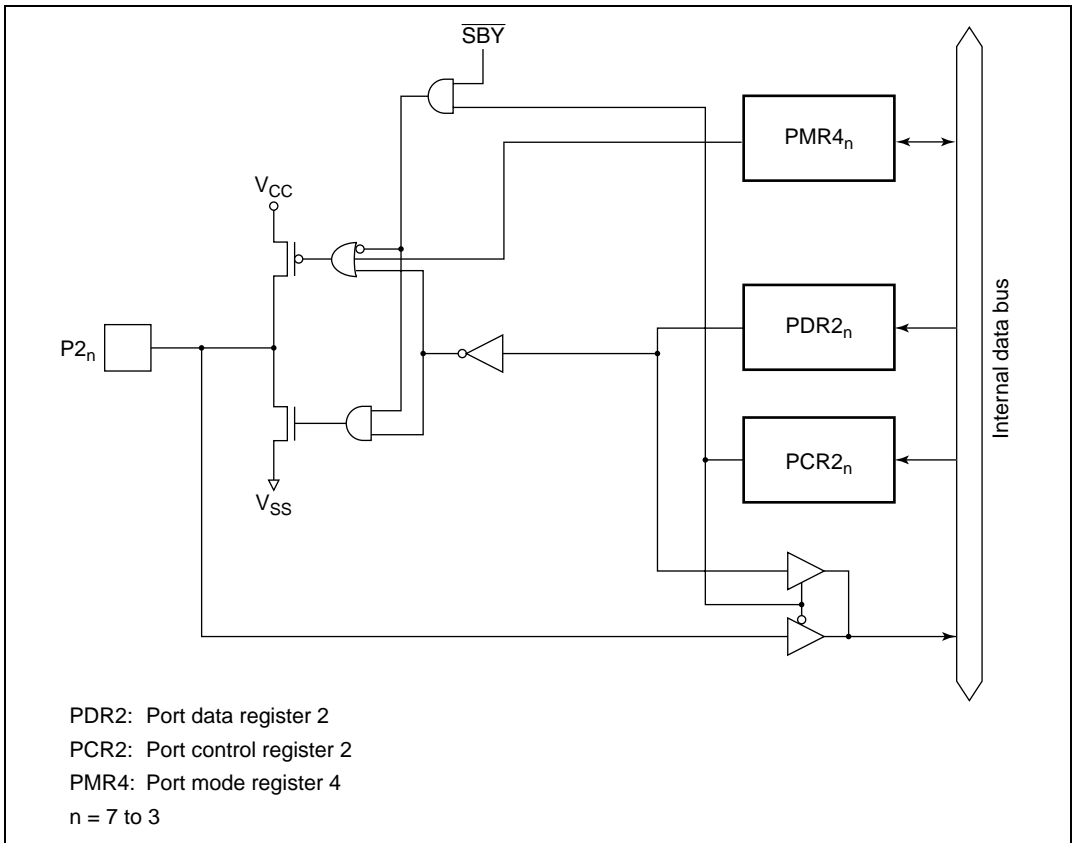 SBY
PMR4n
VCC
PDR2n
P2n
Internal data bus
PCR2n
VSS
PDR2: Port data register 2
PCR2: Port control register 2
PMR4: Port mode register 4
n = 7 to 3